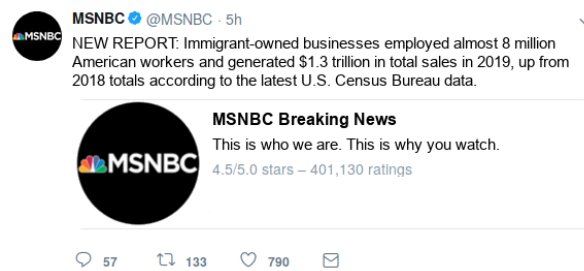 MSNBC @MSNBC · 5h
MSNBC
NEW REPORT: Immigrant-owned businesses employed almost 8 million
American workers and generated $1.3 trillion in total sales in 2019, up from
2018 totals according to the latest U.S. Census Bureau data.
MSNBC Breaking News
This is who we are. This is why you watch.
MSNBC
4.5/5.0 stars – 401,130 ratings
57 133 790